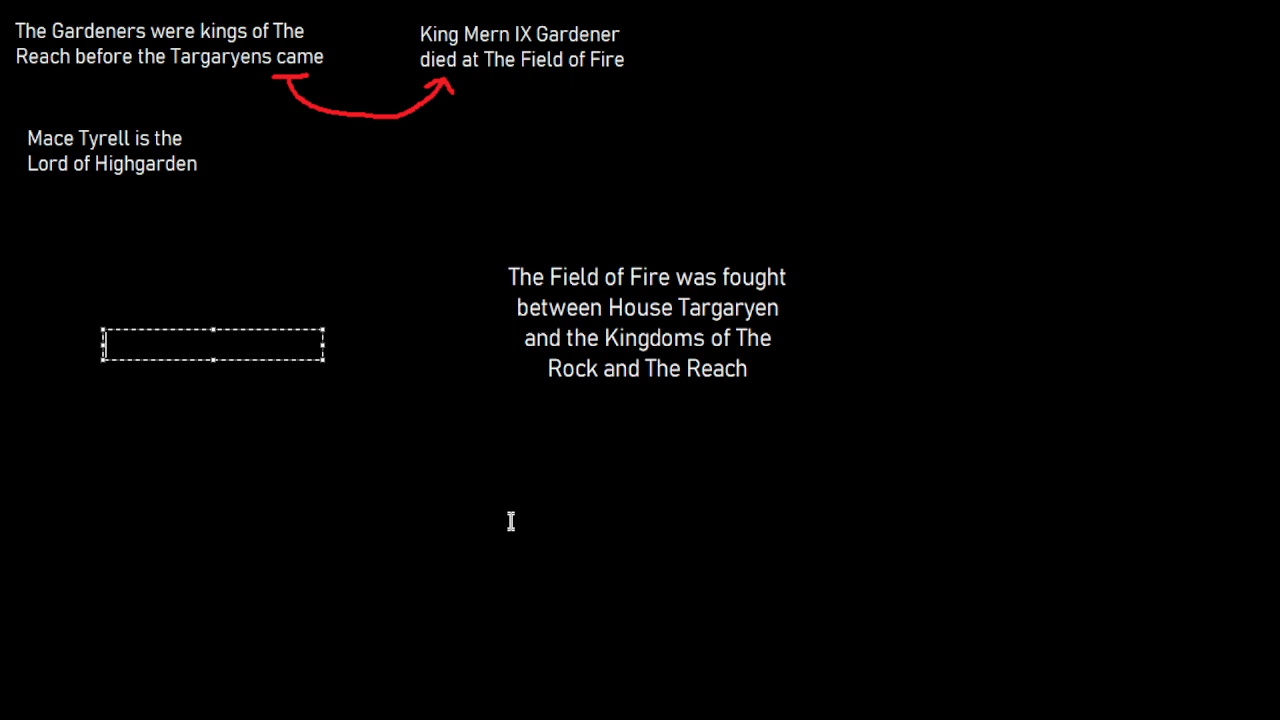 The Gardeners were kings of The
Reach before the Targaryens came
King Mern IX Gardener
died at The Field of Fire
Mace Tyrell is the
Lord of Highgarden
The Field of Fire was fought
between House Targaryen
and the Kingdoms of The
Rock and The Reach